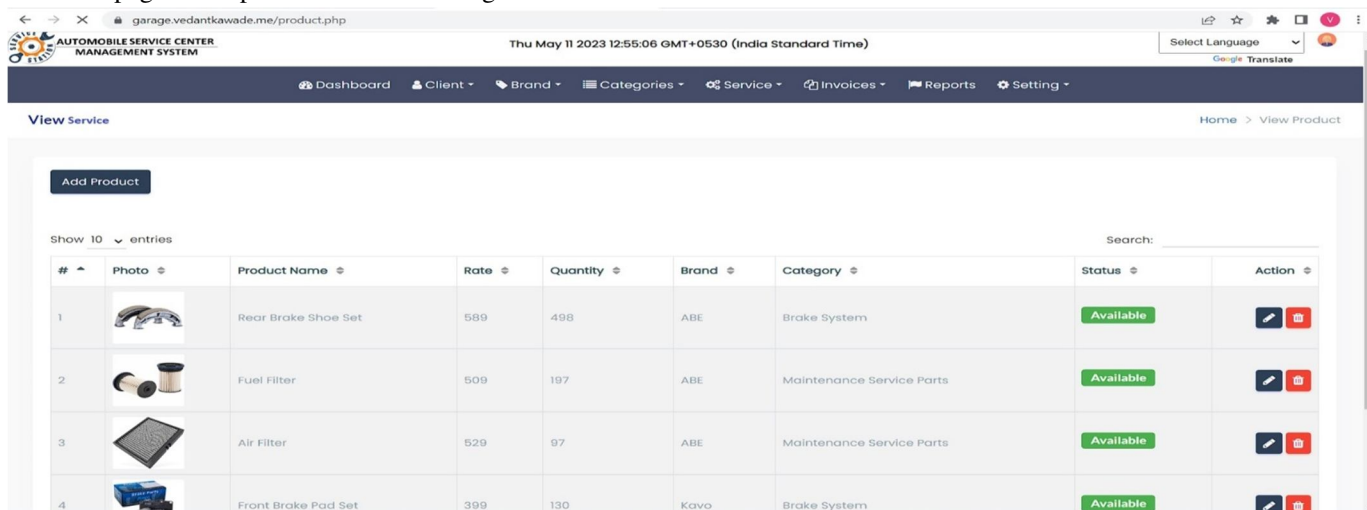 garage.vedantkawade.me/product.php
V
AUTOMOBILE SERVICE CENTER
MANAGEMENT SYSTEM
Thu May 11 2023 12:55:06 GMT+0530 (India Standard Time)
Select Language
Google Translate
Dashboard Client Brand Categories Service Invoices Reports Setting
View Service
Home > View Product
Add Product
Show 10 entries
Search:
# Photo Product Name Rate Quantity Brand Category Status Action
1 Rear Brake Shoe Set 589 498 ABE Brake System Available
2 Fuel Filter 509 197 ABE Maintenance Service Parts Available
3 Air Filter 529 97 ABE Maintenance Service Parts Available
4 Front Brake Pad Set 399 130 Kavo Brake System Available